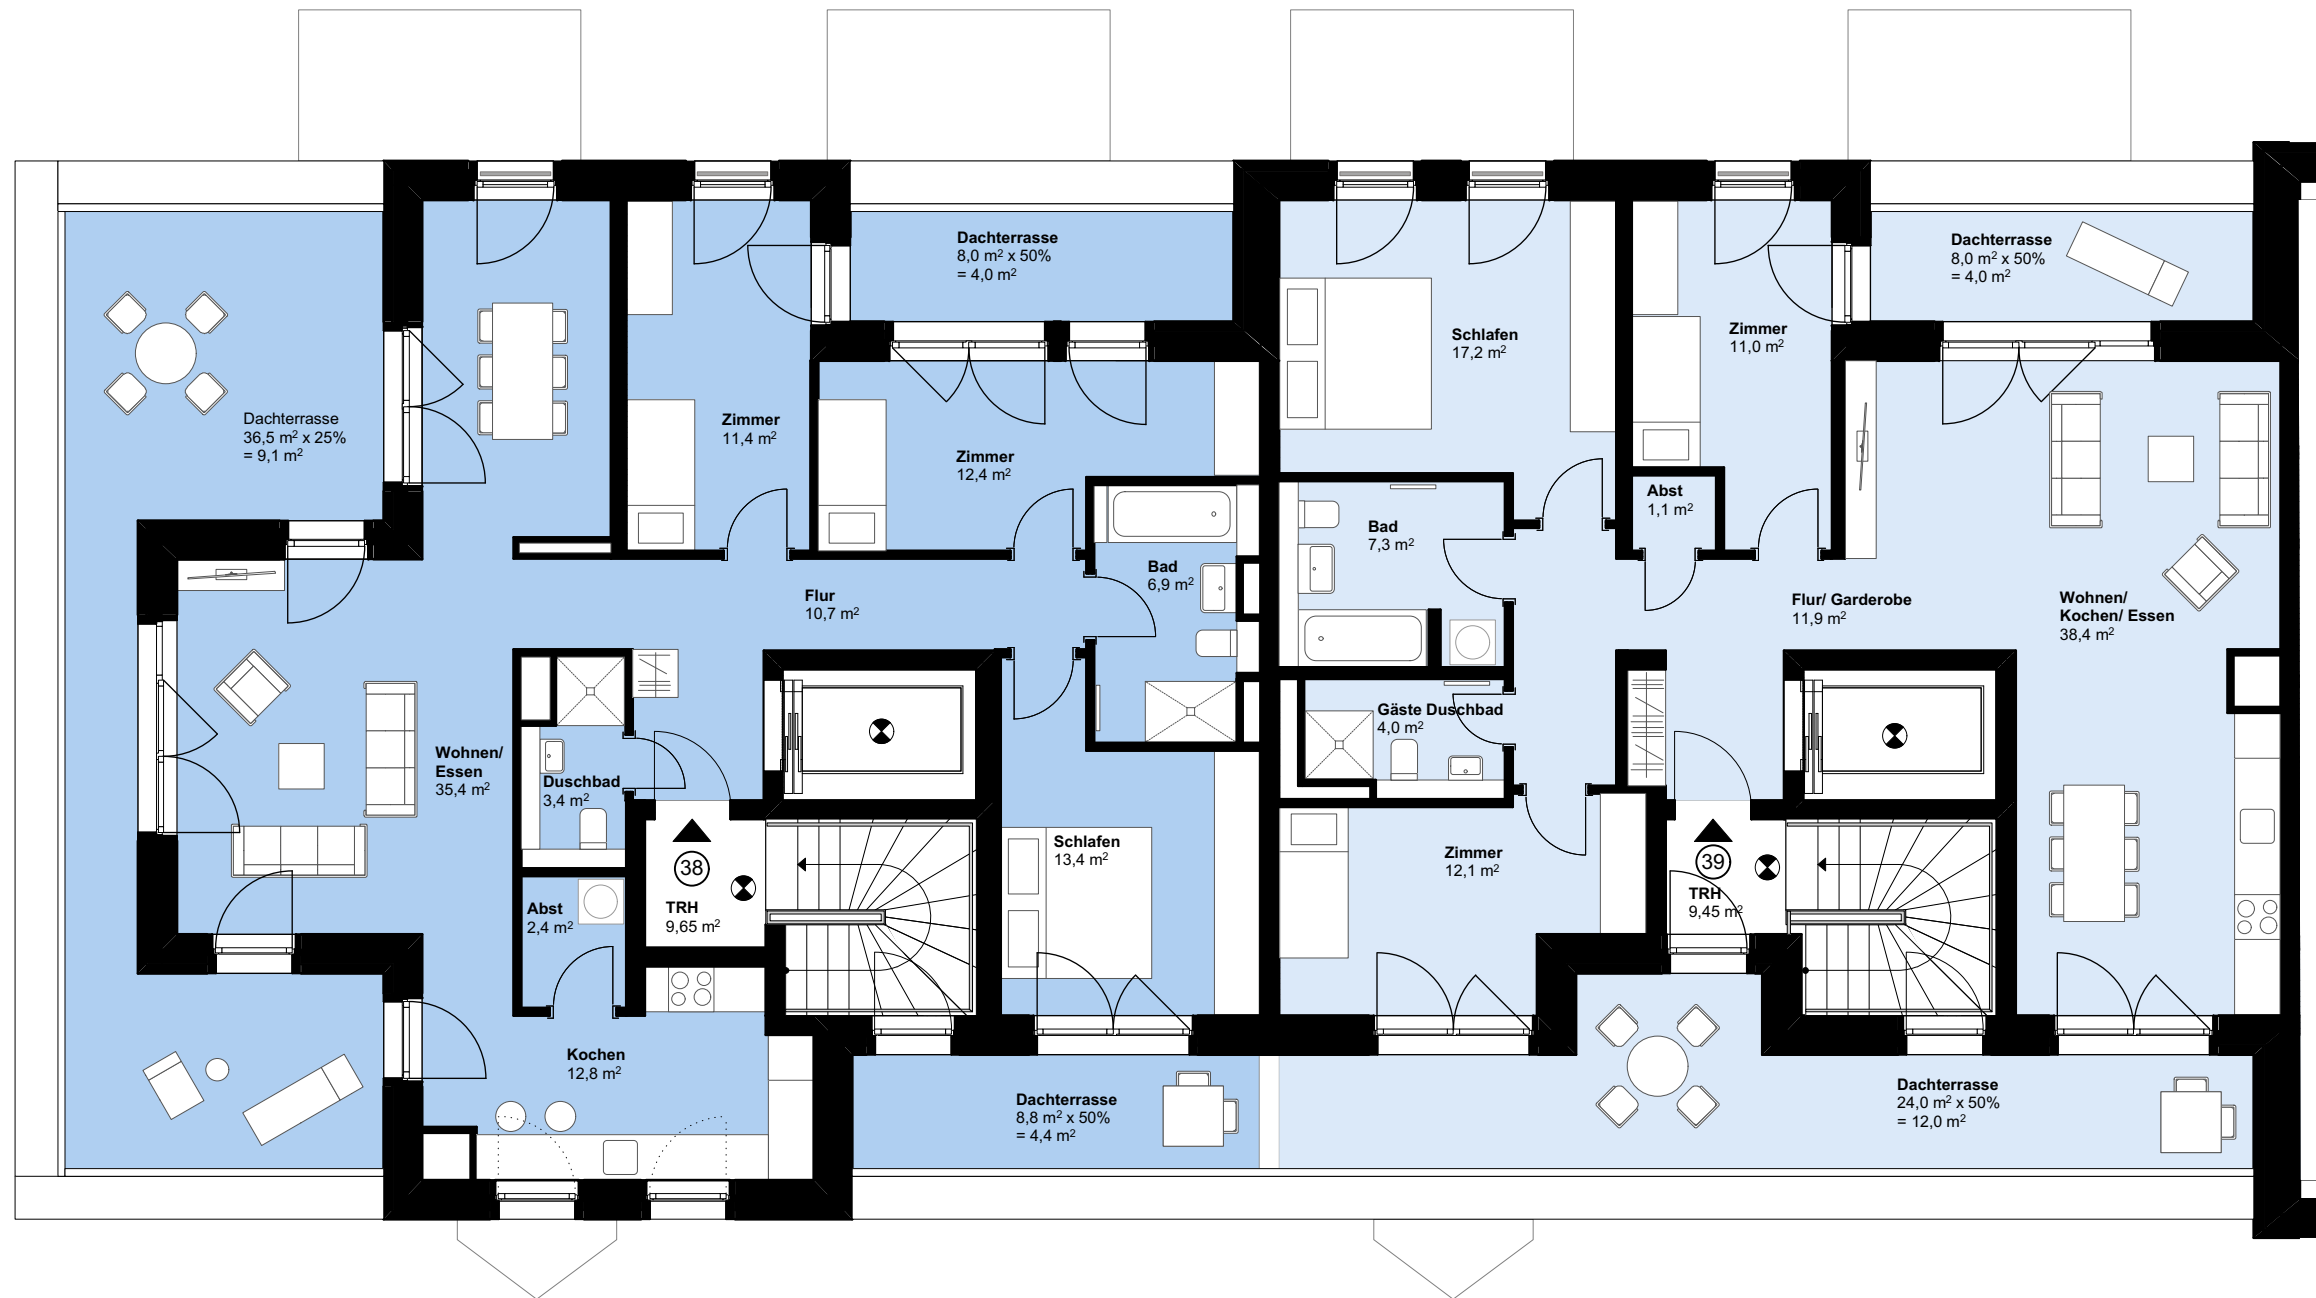 Dachterrasse
36,5 m² x 25%
= 9,1 m²
Zimmer
11,4 m²
Dachterrasse
8,0 m² x 50%
= 4,0 m²
Zimmer
12,4 m²
Bad
6,9 m²
Flur
10,7 m²
Wohnen/
Essen
35,4 m²
Duschbad
3,4 m²
Abst
2,4 m²
38
TRH
9,65 m²
Schlafen
13,4 m²
Kochen
12,8 m²
Dachterrasse
8,8 m² x 50%
= 4,4 m²
Schlafen
17,2 m²
Zimmer
11,0 m²
Dachterrasse
8,0 m² x 50%
= 4,0 m²
Abst
1,1 m²
Bad
7,3 m²
Flur/ Garderobe
11,9 m²
Wohnen/
Kochen/ Essen
38,4 m²
Gäste Duschbad
4,0 m²
Zimmer
12,1 m²
39
TRH
9,45 m²
Dachterrasse
24,0 m² x 50%
= 12,0 m²